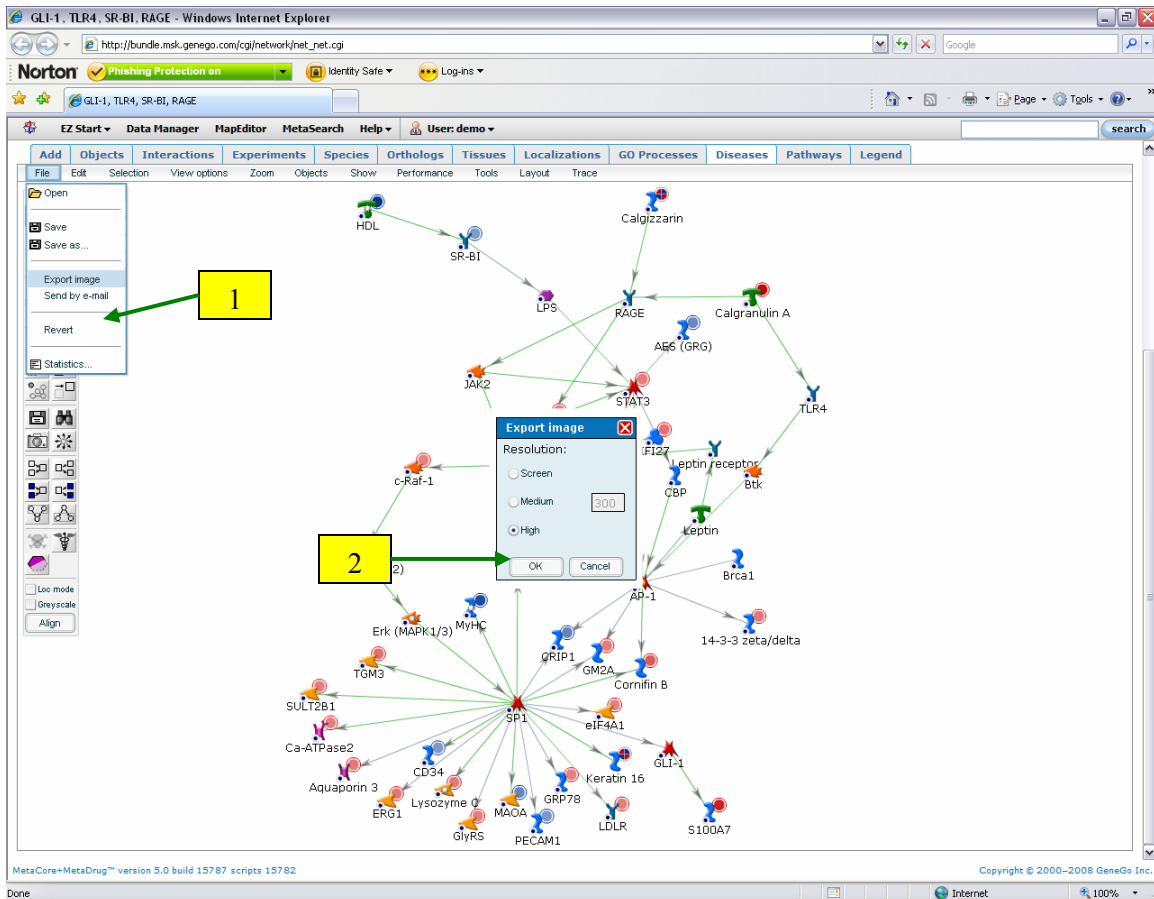 GLI-1, TLR4, SR-BI, RAGE - Windows Internet Explorer
http://bundle.msk.genego.com/cgi/network/net_net.cgi
Google
Norton Phishing Protection on Identity Safe Log-ins
GLI-1, TLR4, SR-BI, RAGE
Page Tools
EZ Start Data Manager MapEditor MetaSearch Help User: demo search
Add Objects Interactions Experiments Species Orthologs Tissues Localizations GO Processes Diseases Pathways Legend
File Edit Selection View options Zoom Objects Show Performance Tools Layout Trace
Open
Save
Save as...
Export image
Send by e-mail
Revert
Statistics...
1
Loc mode
Greyscale
Align
HDL
Calgizzarin
SR-BI
LPS
RAGE
Calgranulin A
AES (GRG)
JAK2
STAT3
TLR4
IFI27
Leptin receptor
c-Raf-1
CBP
Btk
Leptin
Export image
Resolution:
Screen
Medium 300
High
OK Cancel
2
2)
Brca1
AP-1
Erk (MAPK1/3)
MyHC
14-3-3 zeta/delta
CRIP1
GM2A
TGM3
Cornifin B
SULT2B1
SP1
eIF4A1
Ca-ATPase2
GLI-1
CD34
Keratin 16
Aquaporin 3
Lysozyme C
GRP78
ERG1
MAOA
LDLR
S100A7
GlyRS
PECAM1
MetaCore+MetaDrug™ version 5.0 build 15787 scripts 15782
Copyright © 2000-2008 GeneGo Inc.
Done
Internet
100%